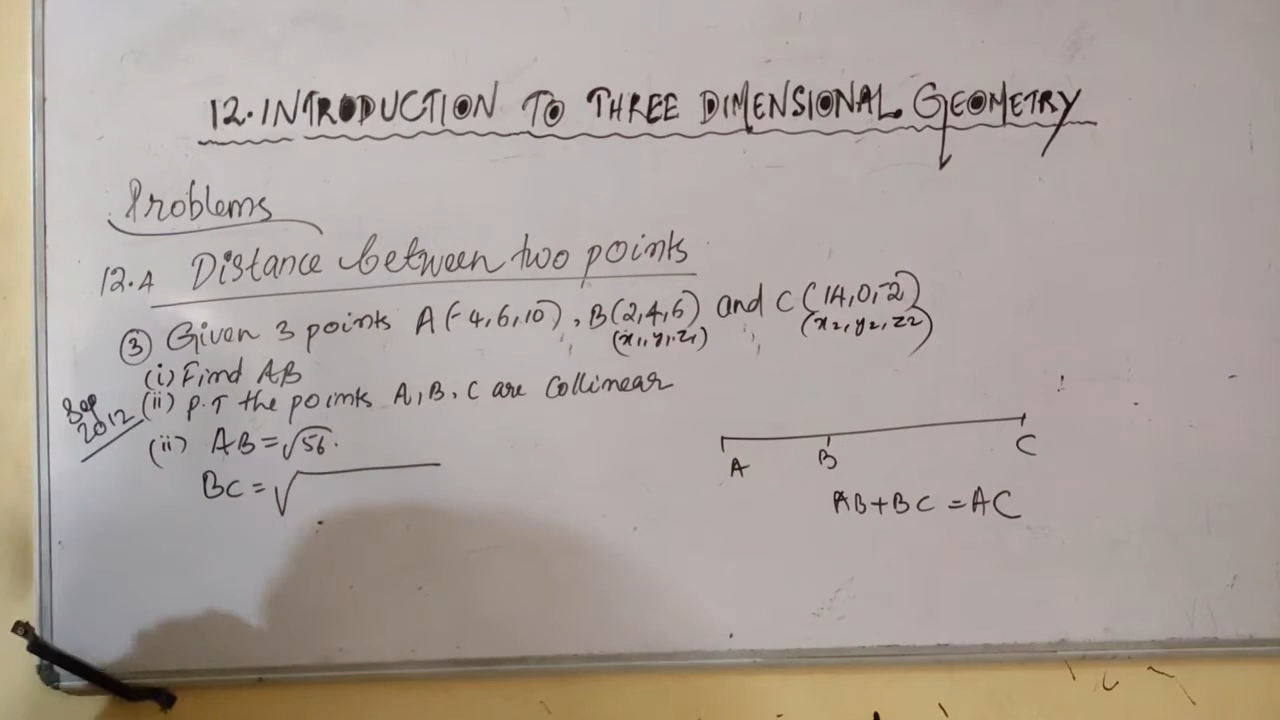 12. INTRODUCTION TO THREE DIMENSIONAL GEOMETRY
Problems
12.A Distance between two points
③ Given 3 points A(-4,6,10), B(2,4,6) and C(14,0,-2)
(x₁,y₁,z₁) (x₂,y₂,z₂)
(i) Find AB
Sep 2012
(ii) P.T the points A, B, C are Collinear
(ii) AB = √56.
BC = √
A B C
AB+BC = AC